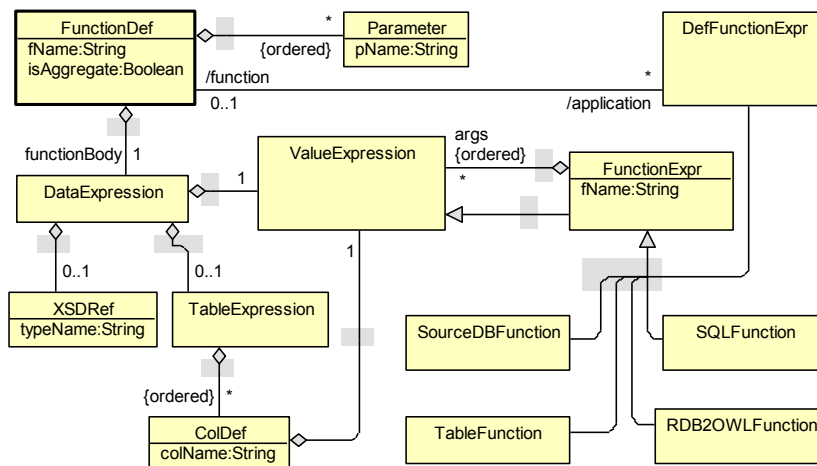 FunctionDef
fName:String
isAggregate:Boolean
*
{ordered}
Parameter
pName:String
DefFunctionExpr
/function
0..1
*
/application
functionBody
1
ValueExpression
args
{ordered}
*
FunctionExpr
fName:String
DataExpression
1
1
0..1
0..1
XSDRef
typeName:String
TableExpression
SourceDBFunction
SQLFunction
{ordered}
*
ColDef
colName:String
TableFunction
RDB2OWLFunction